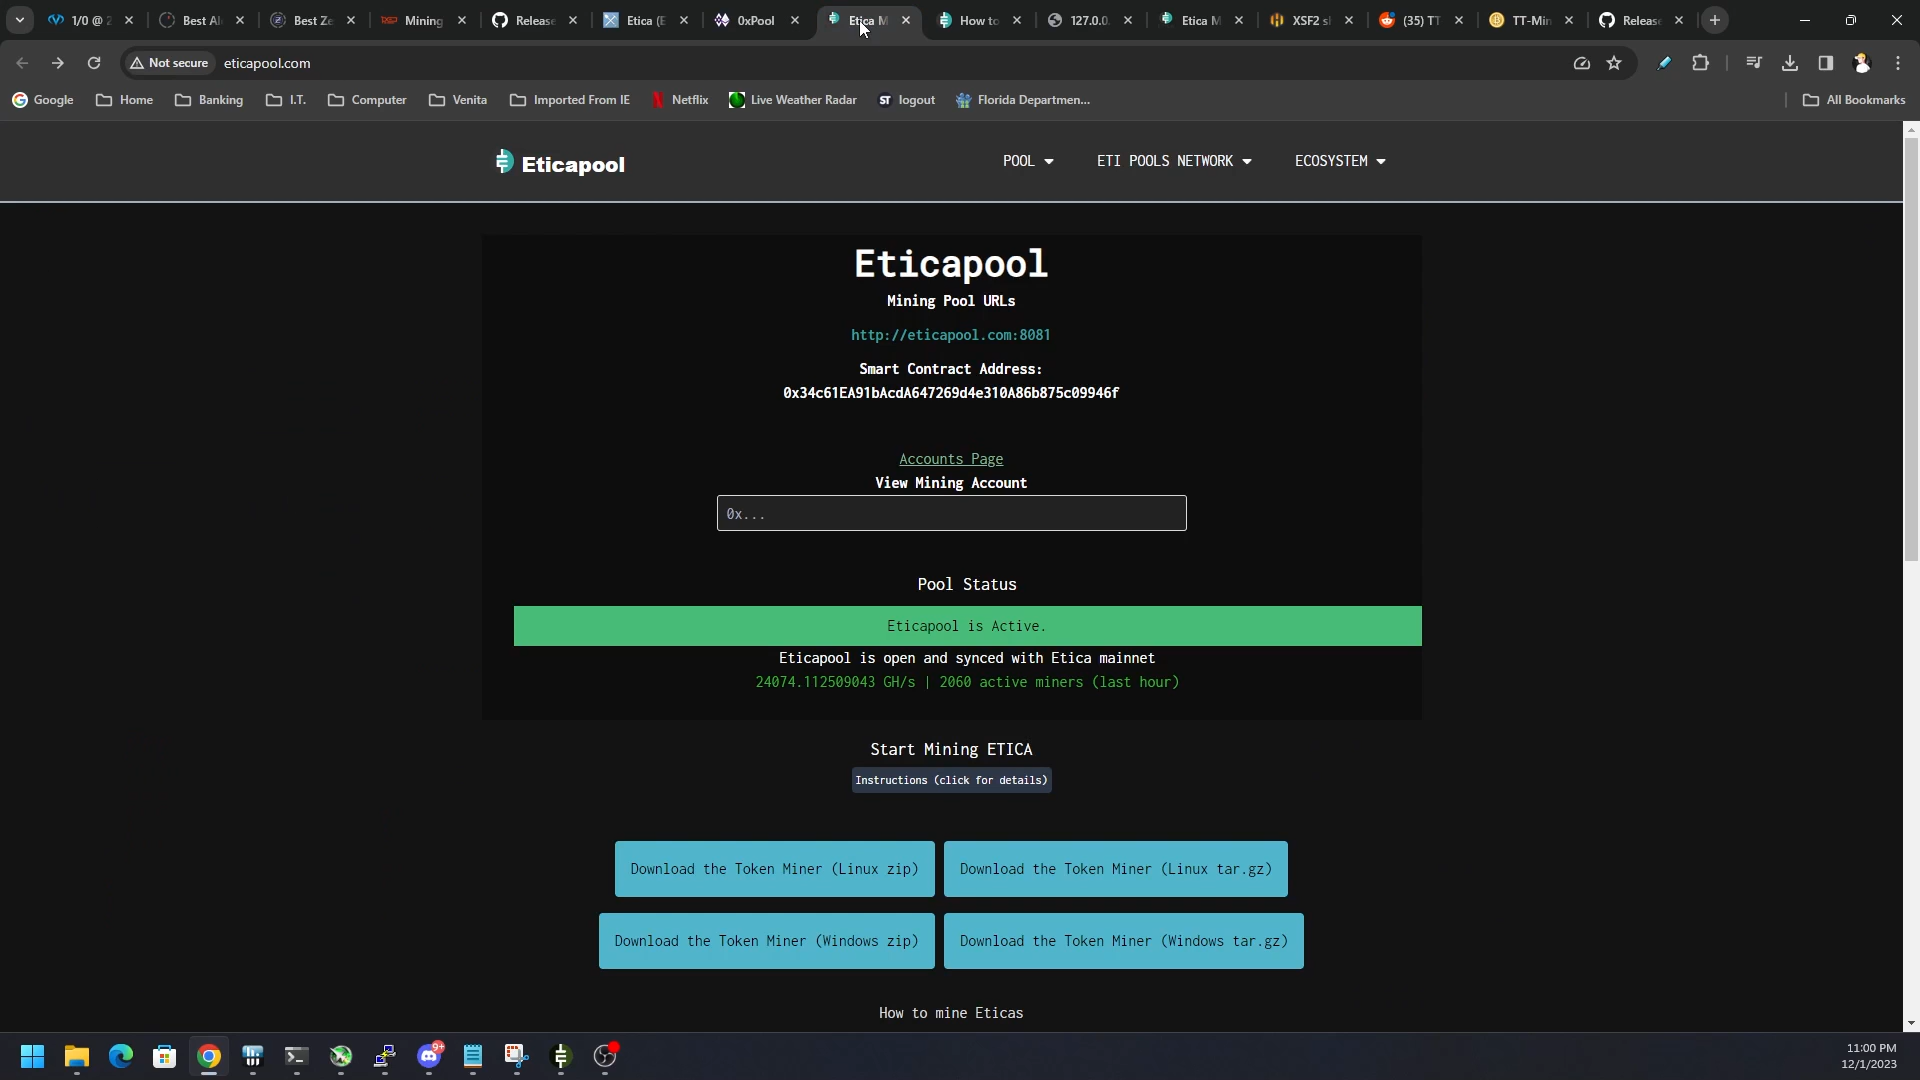 1/0 @ 2
Best Al
Best Ze
Mining
Release
Etica (E
0xPool
Etica M
How to
127.0.0.
Etica M
XSF2 s
(35) TT
TT-Min
Release
Not secure
eticapool.com
Google
Home
Banking
I.T.
Computer
Venita
Imported From IE
Netflix
Live Weather Radar
ST logout
Florida Departmen...
All Bookmarks
Eticapool
POOL
ETI POOLS NETWORK
ECOSYSTEM
Eticapool
Mining Pool URLs
http://eticapool.com:8081
Smart Contract Address:
0x34c61EA91bAcdA647269d4e310A86b875c09946f
Accounts Page
View Mining Account
0x...
Pool Status
Eticapool is Active.
Eticapool is open and synced with Etica mainnet
24074.112509043 GH/s | 2060 active miners (last hour)
Start Mining ETICA
Instructions (click for details)
Download the Token Miner (Linux zip)
Download the Token Miner (Linux tar.gz)
Download the Token Miner (Windows zip)
Download the Token Miner (Windows tar.gz)
How to mine Eticas
9+
11:00 PM
12/1/2023